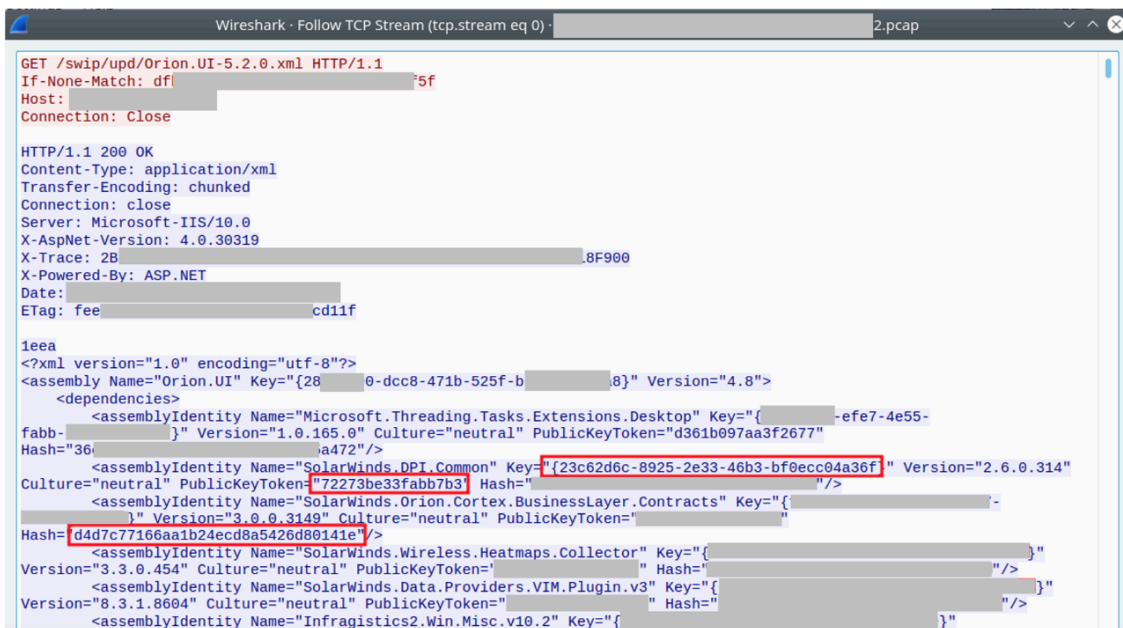 Wireshark · Follow TCP Stream (tcp.stream eq 0) · 2.pcap
GET /swip/upd/Orion.UI-5.2.0.xml HTTP/1.1
If-None-Match: df 5f
Host:
Connection: Close
HTTP/1.1 200 OK
Content-Type: application/xml
Transfer-Encoding: chunked
Connection: close
Server: Microsoft-IIS/10.0
X-AspNet-Version: 4.0.30319
X-Trace: 2B 8F900
X-Powered-By: ASP.NET
Date:
ETag: fee cd11f
1eea
<?xml version="1.0" encoding="utf-8"?>
<assembly Name="Orion.UI" Key="{28 0-dcc8-471b-525f-b 8}" Version="4.8">
<dependencies>
<assemblyIdentity Name="Microsoft.Threading.Tasks.Extensions.Desktop" Key="{ -efe7-4e55-
fabb- }" Version="1.0.165.0" Culture="neutral" PublicKeyToken="d361b097aa3f2677"
Hash="36 a472"/>
<assemblyIdentity Name="SolarWinds.DPI.Common" Key="{23c62d6c-8925-2e33-46b3-bf0ecc04a36f}" Version="2.6.0.314"
Culture="neutral" PublicKeyToken="72273be33fabb7b3" Hash=" "/>
<assemblyIdentity Name="SolarWinds.Orion.Cortex.BusinessLayer.Contracts" Key="{ -
}" Version="3.0.0.3149" Culture="neutral" PublicKeyToken=" "
Hash="d4d7c77166aa1b24ecd8a5426d80141e"/>
<assemblyIdentity Name="SolarWinds.Wireless.Heatmaps.Collector" Key="{ }"
Version="3.3.0.454" Culture="neutral" PublicKeyToken=" " Hash=" "/>
<assemblyIdentity Name="SolarWinds.Data.Providers.VIM.Plugin.v3" Key="{ }"
Version="8.3.1.8604" Culture="neutral" PublicKeyToken=" " Hash=" "/>
<assemblyIdentity Name="Infragistics2.Win.Misc.v10.2" Key="{ }"